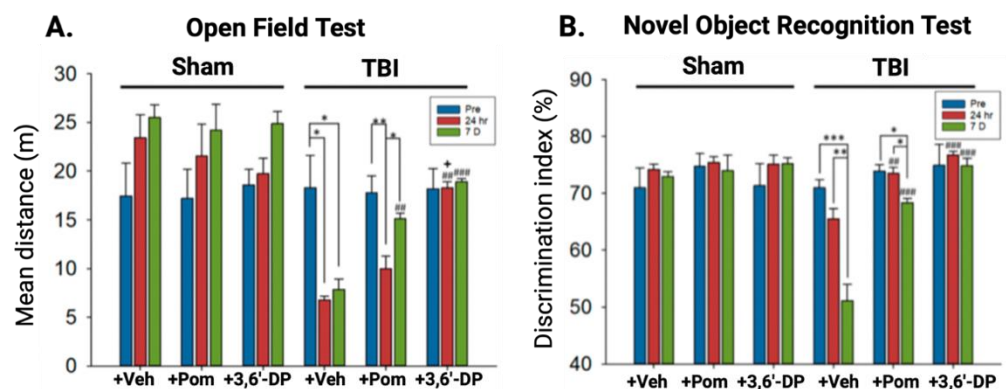 A. Open Field Test
Sham TBI
Pre
24 hr
7 D
Mean distance (m)
30
25
20
15
10
5
0
* * ** * ## + ## ###
+Veh +Pom +3,6'-DP +Veh +Pom +3,6'-DP
B. Novel Object Recognition Test
Sham TBI
Pre
24 hr
7 D
Discrimination index (%)
90
80
70
60
50
40
*** ** * * ## ### ### ###
+Veh +Pom +3,6'-DP +Veh +Pom +3,6'-DP